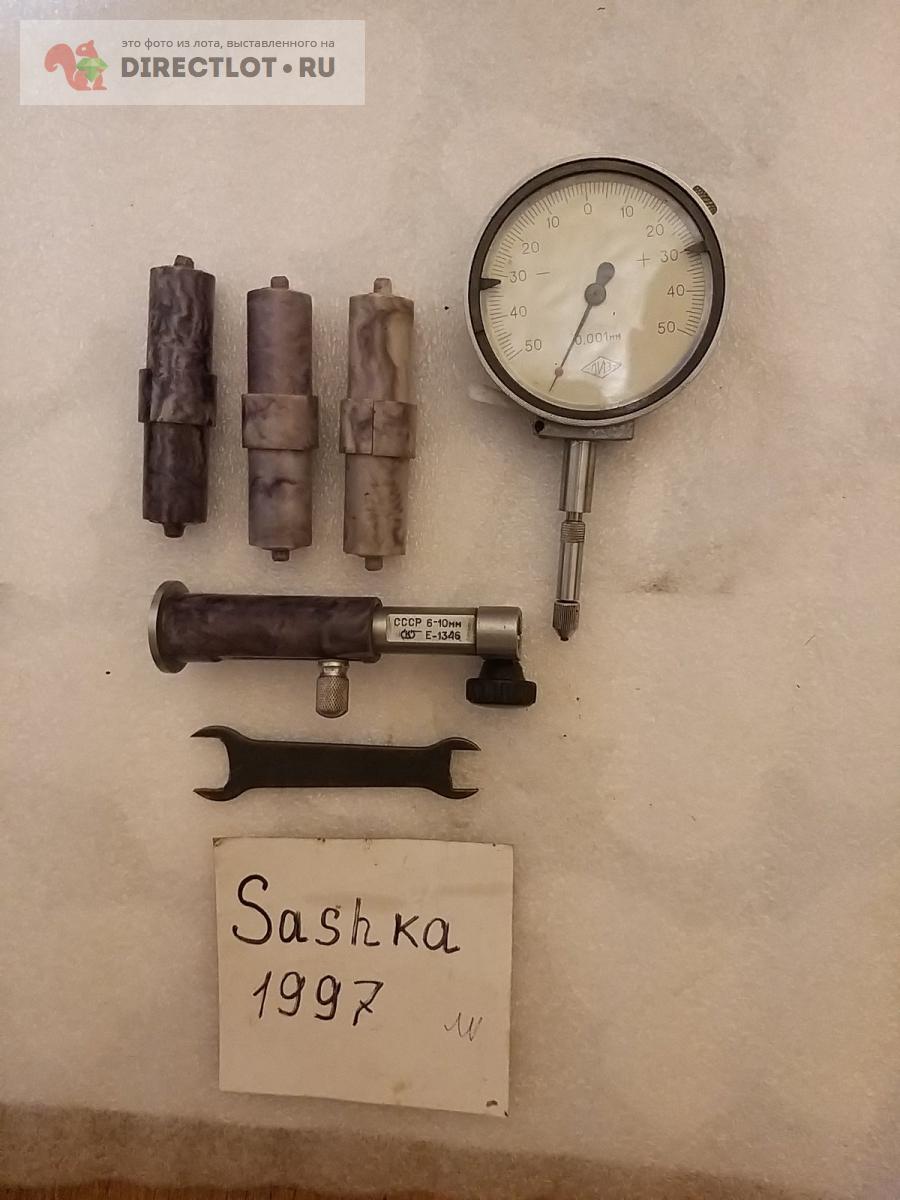 это фото из лота, выставленного на
DIRECTLOT•RU
10 0 10
20 20
30 − + 30
40 40
50 50
0.001мм
СССР 6-10мм
Е-1346
Sashka
1997